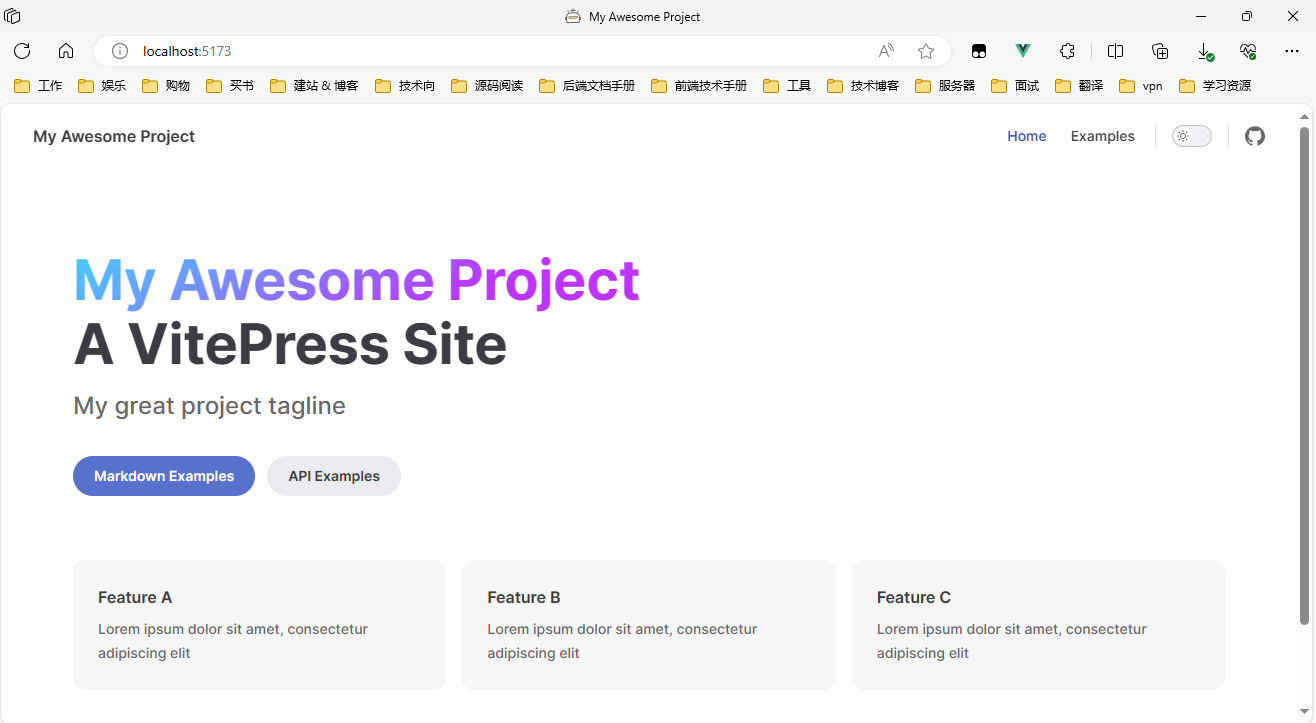 My Awesome Project
localhost:5173
工作 娱乐 购物 买书 建站 & 博客 技术向 源码阅读 后端文档手册 前端技术手册 工具 技术博客 服务器 面试 翻译 vpn 学习资源
My Awesome Project Home Examples
My Awesome Project
A VitePress Site
My great project tagline
Markdown Examples API Examples
Feature A Feature B Feature C
Lorem ipsum dolor sit amet, consectetur Lorem ipsum dolor sit amet, consectetur Lorem ipsum dolor sit amet, consectetur
adipiscing elit adipiscing elit adipiscing elit